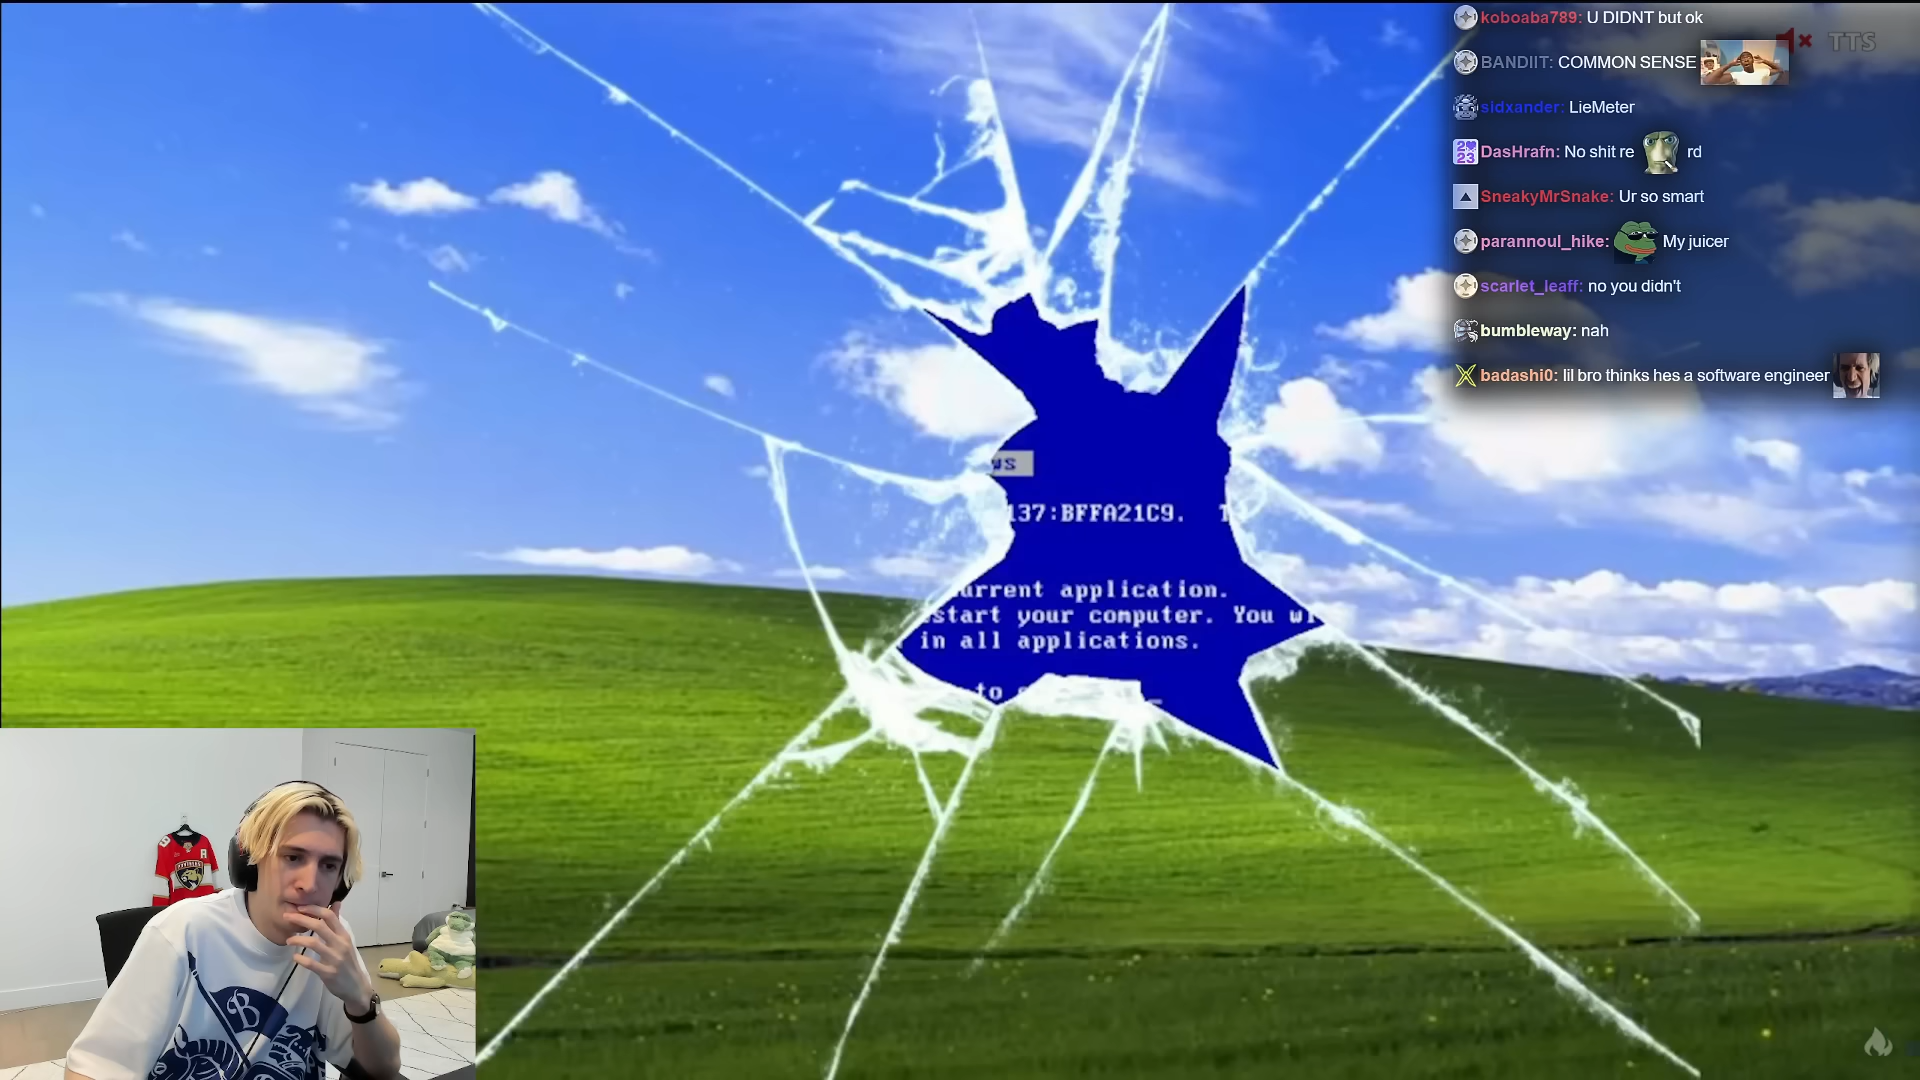 koboaba789: U DIDNT but ok
TTS
BANDIIT: COMMON SENSE
sidxander: LieMeter
DasHrafn: No shit re rd
SneakyMrSnake: Ur so smart
parannoul_hike: My juicer
scarlet_leaff: no you didn't
bumbleway: nah
badashi0: lil bro thinks hes a software engineer
ws
137:BFFA21C9.
urrent application.
start your computer. You wi
in all applications.
to
B